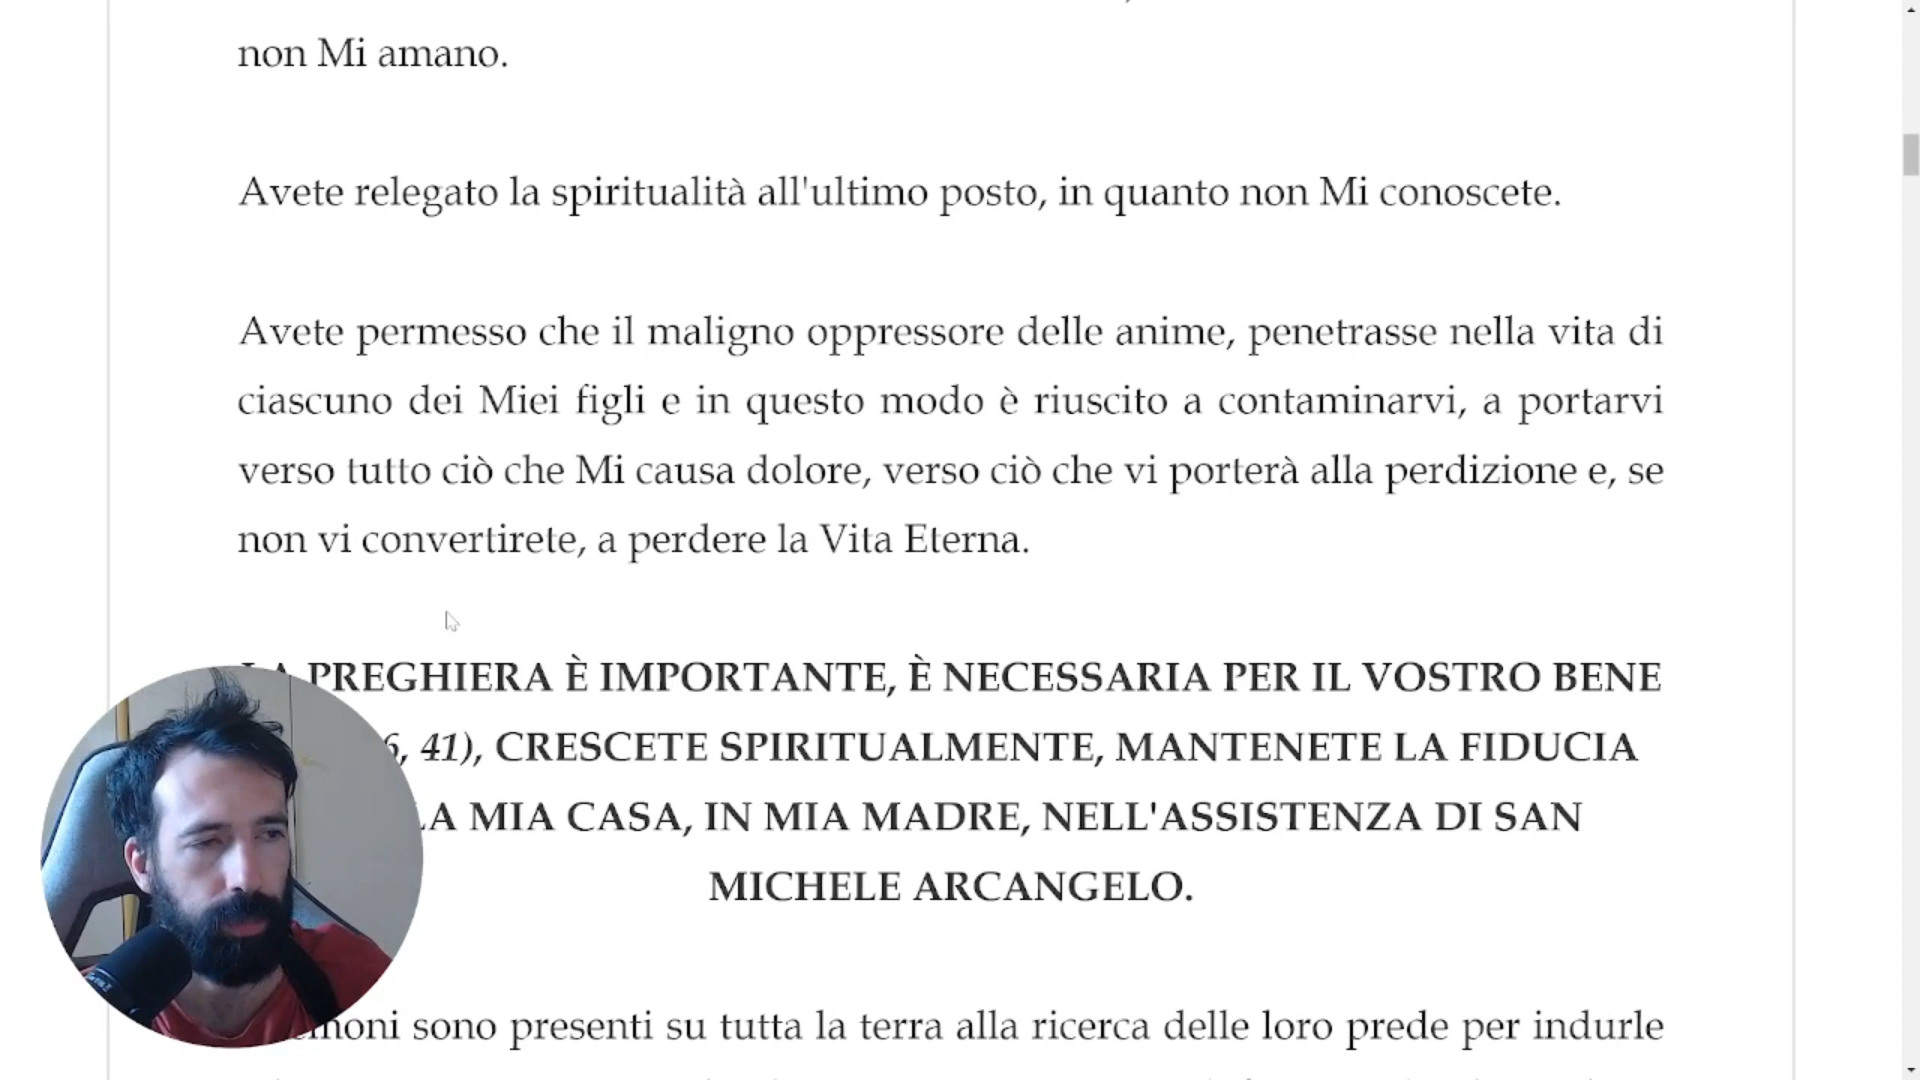 non Mi amano.
Avete relegato la spiritualità all'ultimo posto, in quanto non Mi conoscete.
Avete permesso che il maligno oppressore delle anime, penetrasse nella vita di
ciascuno dei Miei figli e in questo modo è riuscito a contaminarvi, a portarvi
verso tutto ciò che Mi causa dolore, verso ciò che vi porterà alla perdizione e, se
non vi convertirete, a perdere la Vita Eterna.
LA PREGHIERA È IMPORTANTE, È NECESSARIA PER IL VOSTRO BENE
6, 41), CRESCETE SPIRITUALMENTE, MANTENETE LA FIDUCIA
LA MIA CASA, IN MIA MADRE, NELL'ASSISTENZA DI SAN
MICHELE ARCANGELO.
sono presenti su tutta la terra alla ricerca delle loro prede per indurle